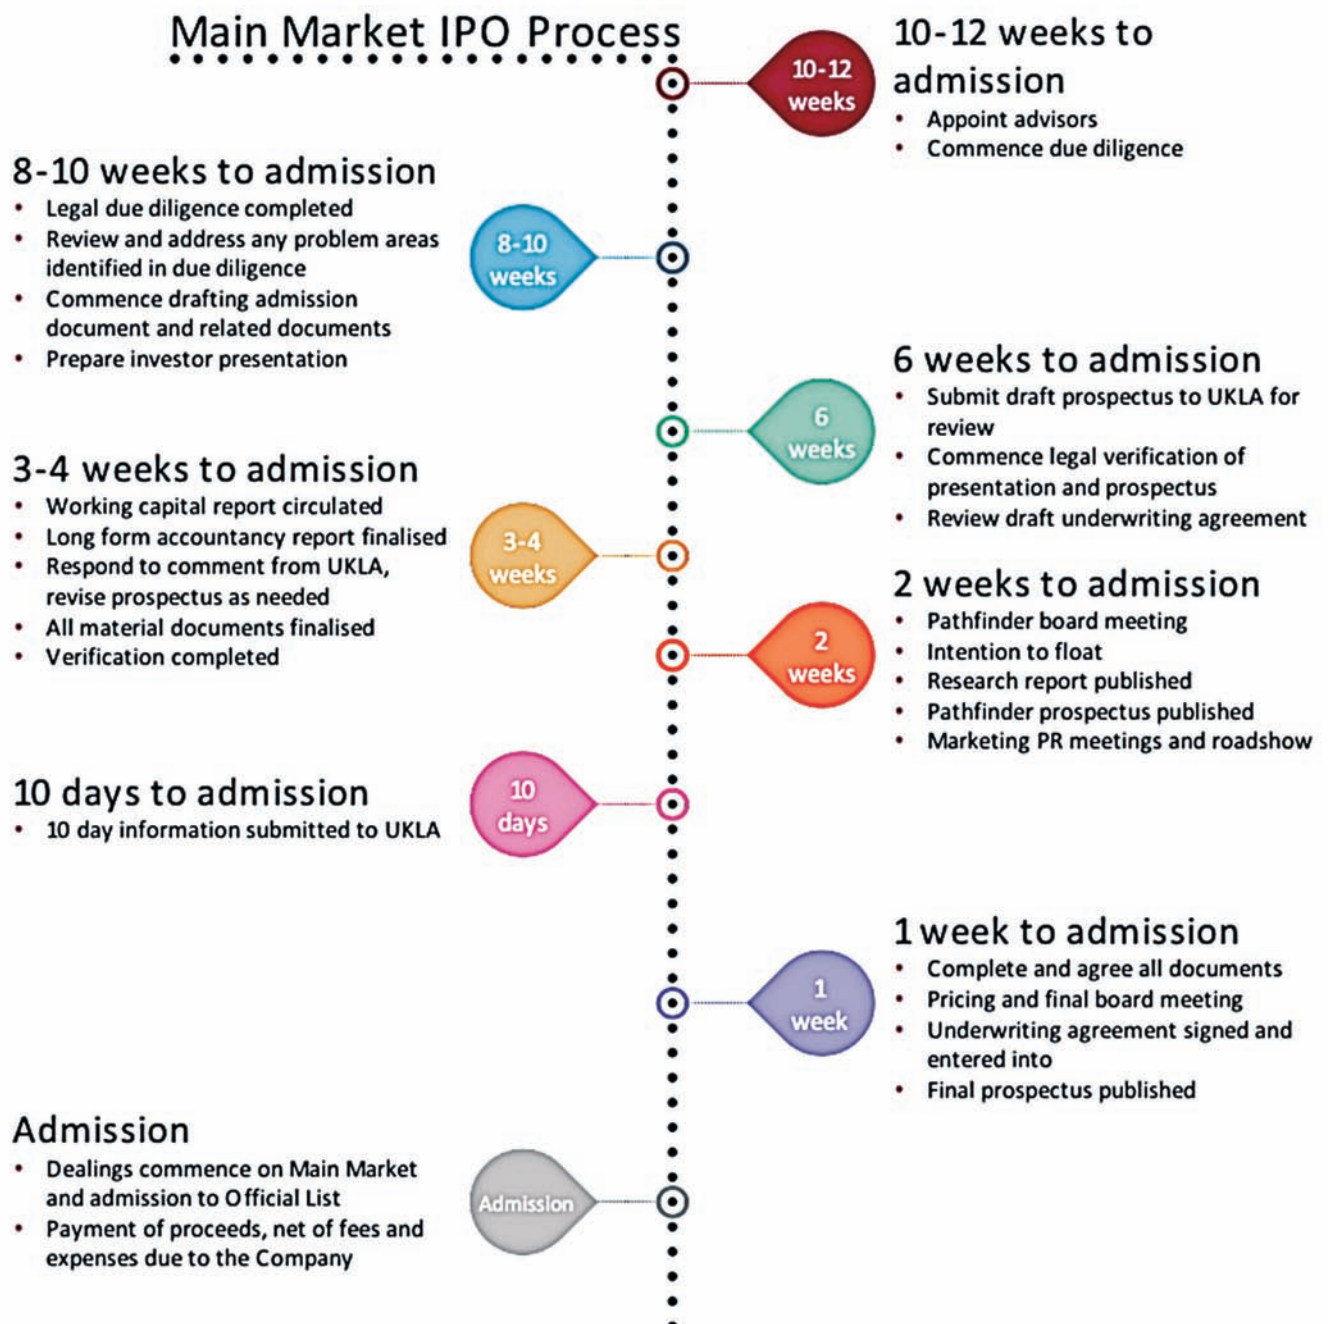 Main Market IPO Process
10-12
weeks
10-12 weeks to
admission
• Appoint advisors
• Commence due diligence
8-10 weeks to admission
• Legal due diligence completed
• Review and address any problem areas
identified in due diligence
• Commence drafting admission
document and related documents
• Prepare investor presentation
8-10
weeks
6
weeks
6 weeks to admission
• Submit draft prospectus to UKLA for
review
• Commence legal verification of
presentation and prospectus
• Review draft underwriting agreement
3-4 weeks to admission
• Working capital report circulated
• Long form accountancy report finalised
• Respond to comment from UKLA,
revise prospectus as needed
• All material documents finalised
• Verification completed
3-4
weeks
2
weeks
2 weeks to admission
• Pathfinder board meeting
• Intention to float
• Research report published
• Pathfinder prospectus published
• Marketing PR meetings and roadshow
10 days to admission
• 10 day information submitted to UKLA
10
days
1
week
1 week to admission
• Complete and agree all documents
• Pricing and final board meeting
• Underwriting agreement signed and
entered into
• Final prospectus published
Admission
• Dealings commence on Main Market
and admission to Official List
• Payment of proceeds, net of fees and
expenses due to the Company
Admission